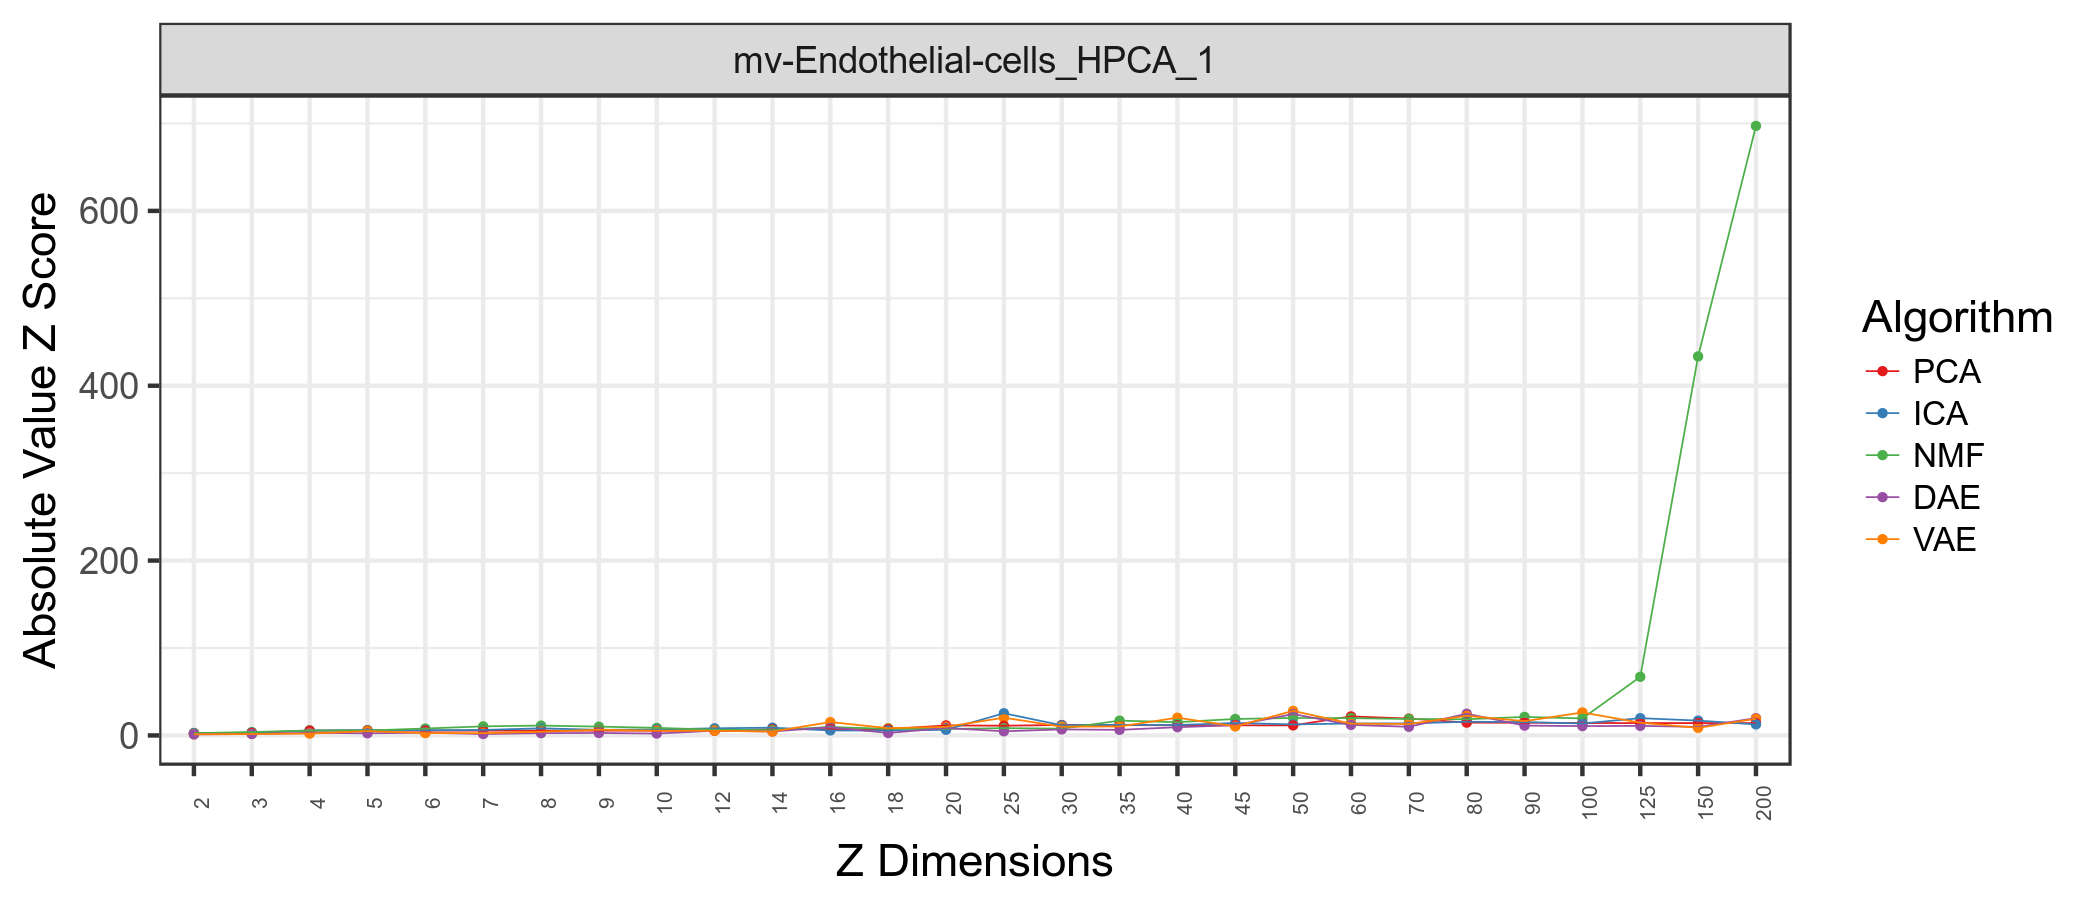 mv-Endothelial-cells_HPCA_1
Absolute Value Z Score
600
400
200
0
2 3 4 5 6 7 8 9 10 12 14 16 18 20 25 30 35 40 45 50 60 70 80 90 100 125 150 200
Z Dimensions
Algorithm
PCA
ICA
NMF
DAE
VAE